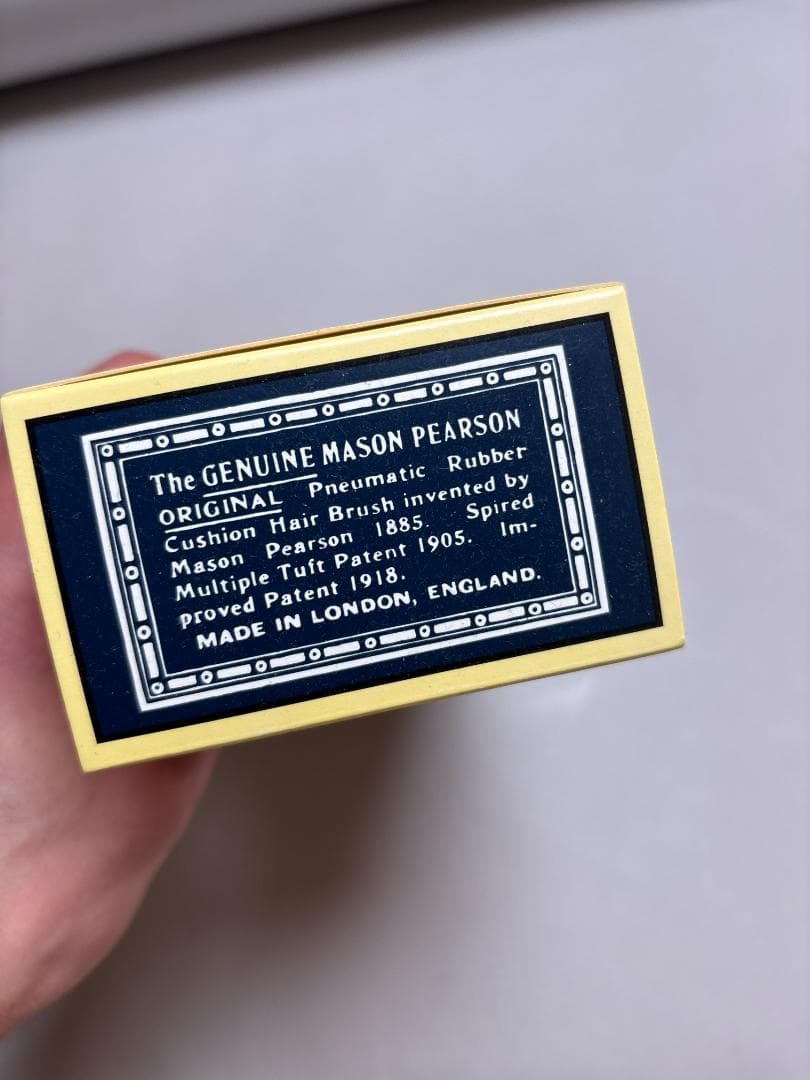 The GENUINE MASON PEARSON
ORIGINAL Pneumatic Rubber
Cushion Hair Brush invented by
Mason Pearson 1885. Spired
Multiple Tuft Patent 1905. Im-
proved Patent 1918.
MADE IN LONDON, ENGLAND.